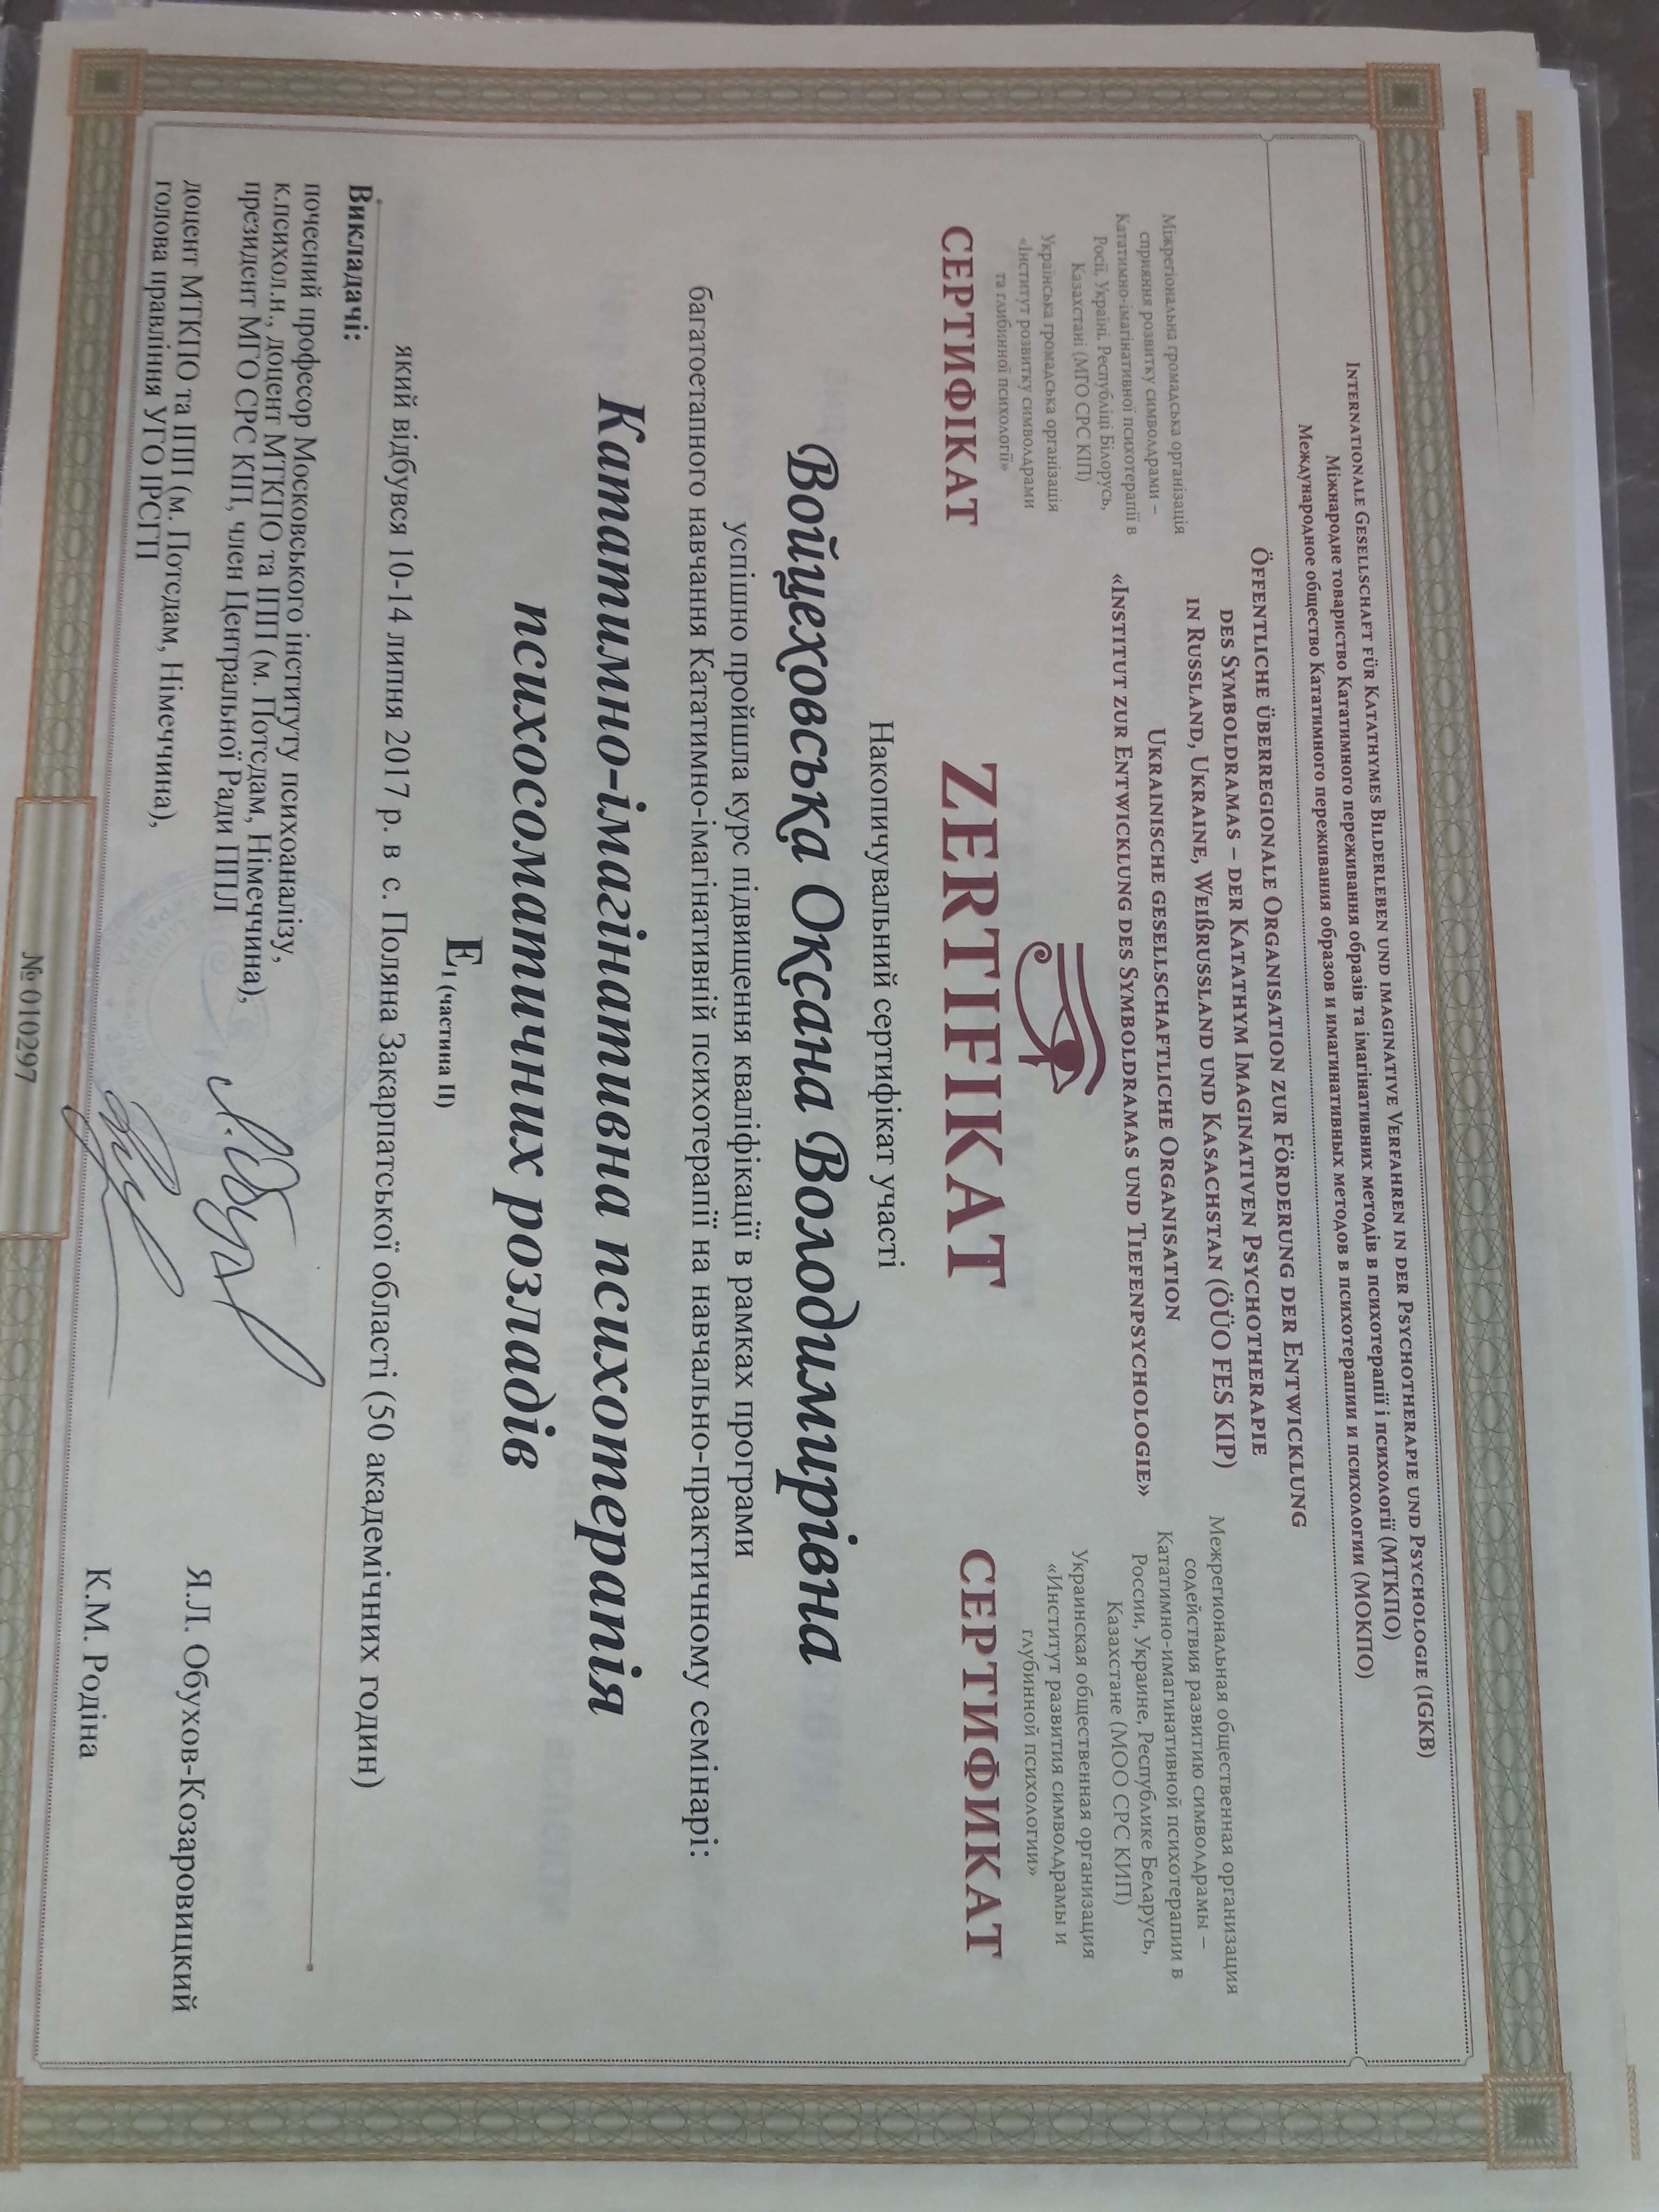 Internationale Gesellschaft für Katathymes Bilderleben und imaginative Verfahren in der Psychotherapie und Psychologie (IGKB)
Міжнародне товариство Кататимного переживання образів та імагінативних методів в психотерапії і психології (МТКПО)
Международное общество Кататимного переживания образов и имагинативных методов в психотерапии и психологии (МОКПО)
Öffentliche überregionale Organisation zur Förderung der Entwicklung
des Symboldramas – der Katathym Imaginativen Psychotherapie
in Russland, Ukraine, Weißrussland und Kasachstan (ÖÜO FES KIP)
Ukrainische gesellschaftliche Organisation
«Institut zur Entwicklung des Symboldramas und Tiefenpsychologie»
Міжрегіональна громадська організація
сприяння розвитку символдрами –
Кататимно-імагінативної психотерапії в
Росії, Україні, Республіці Білорусь,
Казахстані (МГО СРС КІП)
Українська громадська організація
«Інститут розвитку символдрами
та глибинної психології»
Межрегиональная общественная организация
содействия развитию символдрамы –
Кататимно-имагинативной психотерапии в
России, Украине, Республике Беларусь,
Казахстане (МОО СРС КИП)
Украинская общественная организация
«Институт развития символдрамы и
глубинной психологии»
СЕРТИФІКАТ ZERTIFIKAT СЕРТИФИКАТ
Накопичувальний сертифікат участі
Войцеховська Оксана Володимирівна
успішно пройшла курс підвищення кваліфікації в рамках програми
багатоетапного навчання Кататимно-імагінативній психотерапії на навчально-практичному семінарі:
Кататимно-імагінативна психотерапія
психосоматичних розладів
Е1 (частина ІІ)
який відбувся 10-14 липня 2017 р. в с. Поляна Закарпатської області (50 академічних годин)
Викладачі:
почесний професор Московського інституту психоаналізу,
к.психол.н., доцент МТКПО та ІПП (м. Потсдам, Німеччина),
президент МГО СРС КІП, член Центральної Ради ППЛ
Я.Л. Обухов-Козаровицкий
доцент МТКПО та ІПП (м. Потсдам, Німеччина),
голова правління УГО ІРСГП
К.М. Родіна
№ 010297